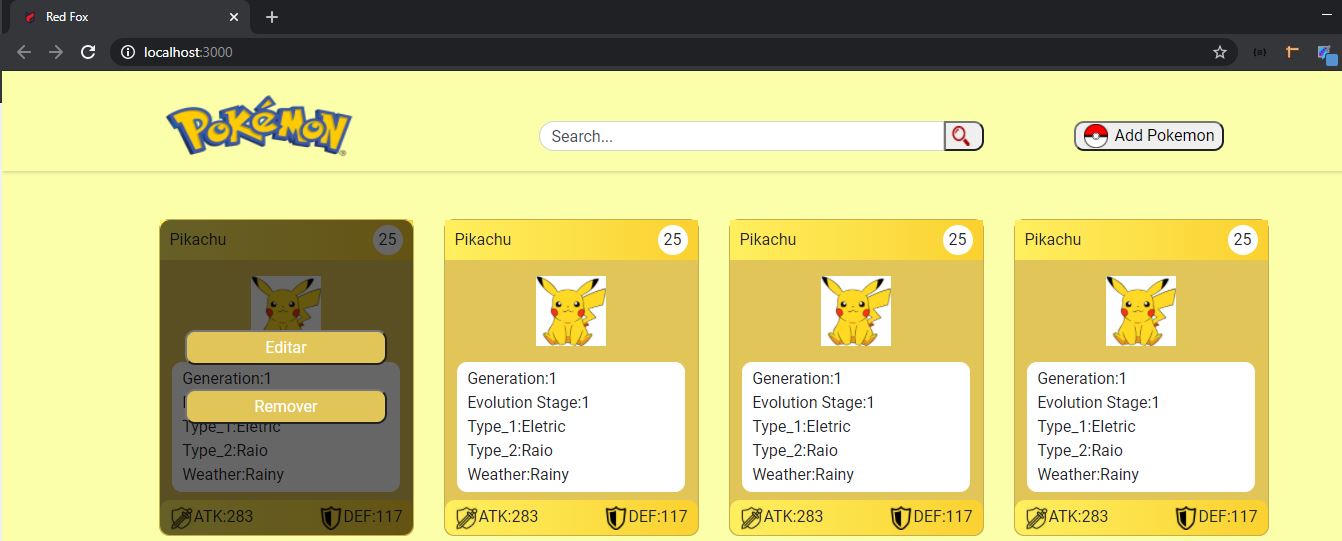 Red Fox
localhost:3000
POKéMON
Search...
Add Pokemon
Pikachu 25
Editar
Generation:1
Remover
Type_1:Eletric
Type_2:Raio
Weather:Rainy
ATK:283 DEF:117
Pikachu 25
Generation:1
Evolution Stage:1
Type_1:Eletric
Type_2:Raio
Weather:Rainy
ATK:283 DEF:117
Pikachu 25
Generation:1
Evolution Stage:1
Type_1:Eletric
Type_2:Raio
Weather:Rainy
ATK:283 DEF:117
Pikachu 25
Generation:1
Evolution Stage:1
Type_1:Eletric
Type_2:Raio
Weather:Rainy
ATK:283 DEF:117